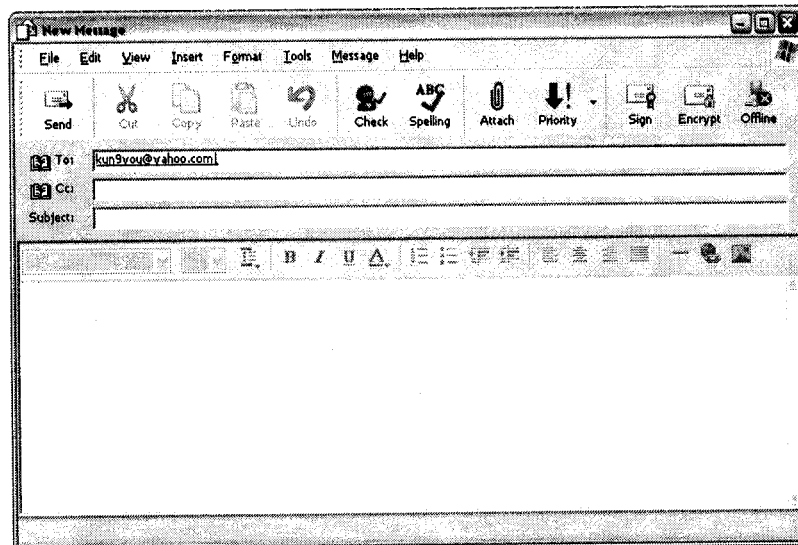 New Message
File Edit View Insert Format Tools Message Help
Send Cut Copy Paste Undo Check ABC Spelling Attach Priority Sign Encrypt Offline
To: kun9you@yahoo.com
Cc:
Subject:
B I U A